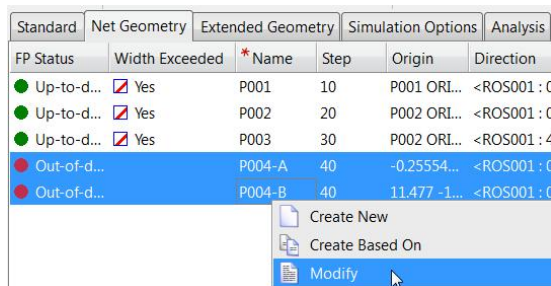 Standard Net Geometry Extended Geometry Simulation Options Analysis
FP Status Width Exceeded *Name Step Origin Direction
Up-to-d... Yes P001 10 P001 ORI... <ROS001 : 0
Up-to-d... Yes P002 20 P002 ORI... <ROS001 : 0
Up-to-d... Yes P003 30 P002 ORI... <ROS001 : 4
Out-of-d... P004-A 40 -0.25554... <ROS001 : 0
Out-of-d... P004-B 40 11.477 -1... <ROS001 : 0
Create New
Create Based On
Modify